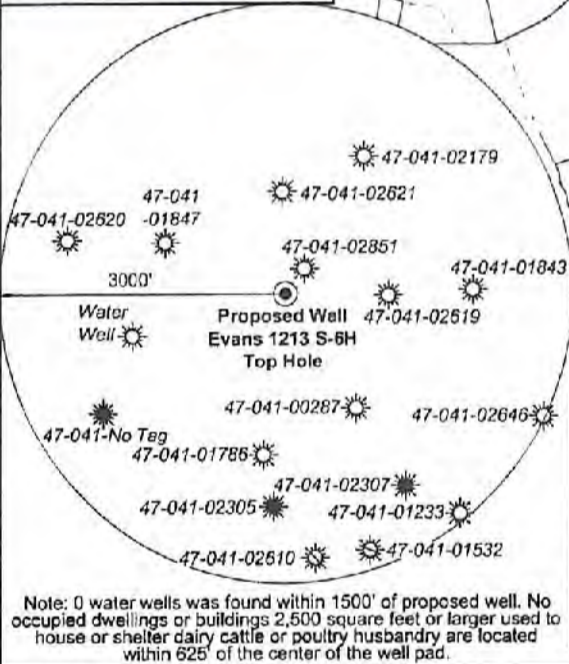 47-041-02179
47-041
-01847
47-041-02620
47-041-02621
47-041-02851
47-041-01843
3000'
Water
Well
Proposed Well
Evans 1213 S-6H
Top Hole
47-041-02619
47-041-00287
47-041-02646
47-041-No Tag
47-041-01786
47-041-02307
47-041-02305
47-041-01233
47-041-02610
47-041-01532
Note: 0 water wells was found within 1500' of proposed well. No
occupied dwellings or buildings 2,500 square feet or larger used to
house or shelter dairy cattle or poultry husbandry are located
within 625' of the center of the well pad.